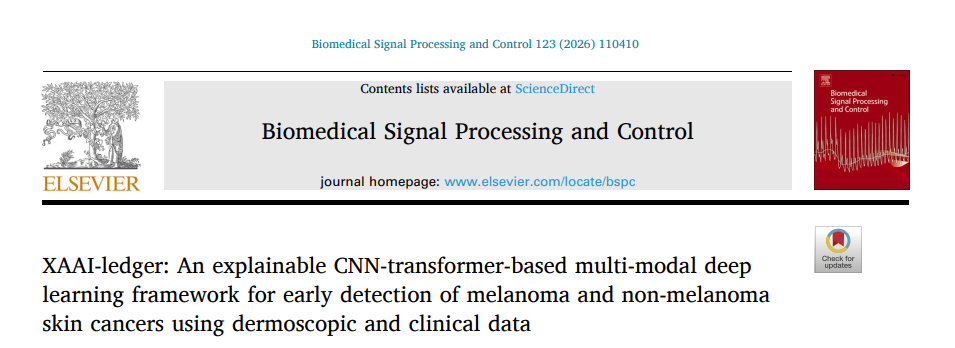 Biomedical Signal Processing and Control 123 (2026) 110410
Contents lists available at ScienceDirect
Biomedical Signal Processing and Control
journal homepage: www.elsevier.com/locate/bspc
ELSEVIER
Biomedical
Signal Processing
and Control
Check for
updates
XAAI-ledger: An explainable CNN-transformer-based multi-modal deep
learning framework for early detection of melanoma and non-melanoma
skin cancers using dermoscopic and clinical data